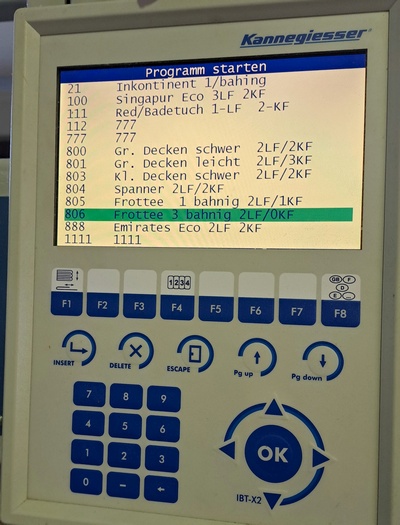 Kannegiesser
Programm starten
21 Inkontinent 1/bahing
100 Singapur Eco 3LF 2KF
111 Red/Badetuch 1-LF 2-KF
112 777
777 777
800 Gr. Decken schwer 2LF/2KF
801 Gr. Decken leicht 2LF/3KF
803 Kl. Decken schwer 2LF/2KF
804 Spanner 2LF/2KF
805 Frottee 1 bahnig 2LF/1KF
806 Frottee 3 bahnig 2LF/0KF
888 Emirates Eco 2LF 2KF
1111 1111
1234 GB F D E ...
F1 F2 F3 F4 F5 F6 F7 F8
INSERT DELETE ESCAPE Pg up Pg down
7 8 9
4 5 6
1 2 3
0 –
OK
IBT-X2